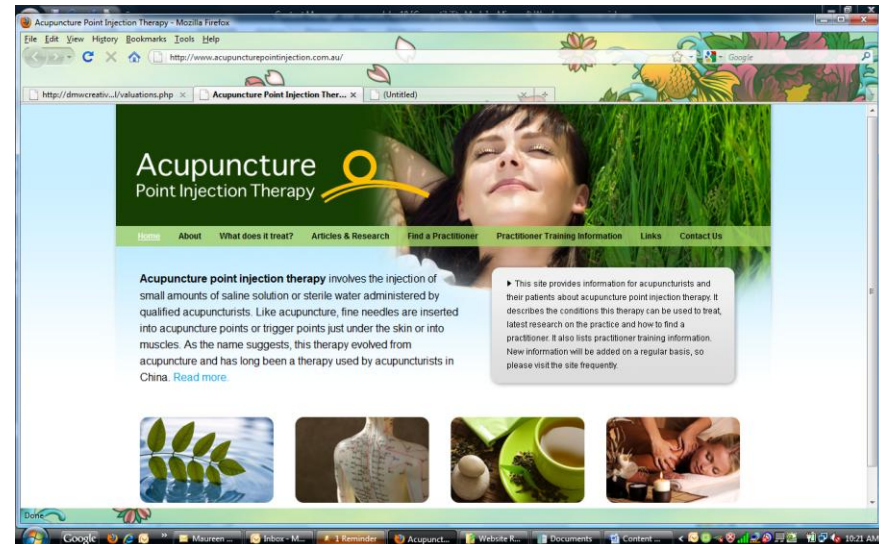 Acupuncture Point Injection Therapy - Mozilla Firefox
File Edit View History Bookmarks Tools Help
http://www.acupuncturepointinjection.com.au/
Google
http://dmwcreativ...l/valuations.php
Acupuncture Point Injection Ther...
(Untitled)
Acupuncture
Point Injection Therapy
Home About What does it treat? Articles & Research Find a Practitioner Practitioner Training Information Links Contact Us
Acupuncture point injection therapy involves the injection of
small amounts of saline solution or sterile water administered by
qualified acupuncturists. Like acupuncture, fine needles are inserted
into acupuncture points or trigger points just under the skin or into
muscles. As the name suggests, this therapy evolved from
acupuncture and has long been a therapy used by acupuncturists in
China. Read more.
This site provides information for acupuncturists and
their patients about acupuncture point injection therapy. It
describes the conditions this therapy can be used to treat,
latest research on the practice and how to find a
practitioner. It also lists practitioner training information.
New information will be added on a regular basis, so
please visit the site frequently.
Done
Google Maureen ... Inbox - M... 1 Reminder Acupunct... Website R... Documents Content ... 10:21 AM